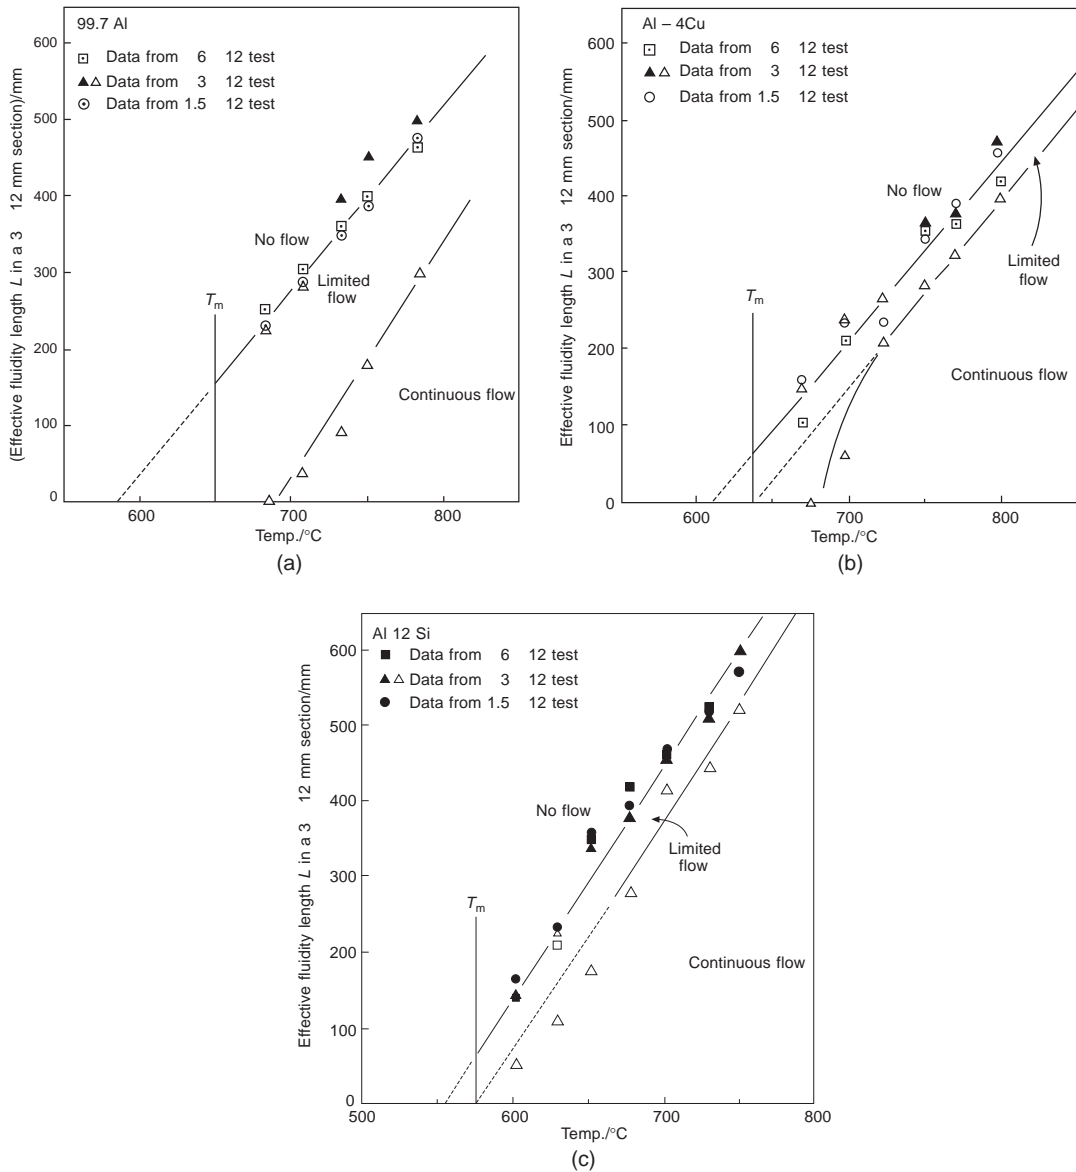 99.7 Al
Data from 6 12 test
Data from 3 12 test
Data from 1.5 12 test
(Effective fluidity length L in a 3 12 mm section)/mm
600
500
400
300
200
100
0
No flow
Limited
flow
Tm
Continuous flow
600 700 800
Temp./°C
(a)
Al – 4Cu
Data from 6 12 test
Data from 3 12 test
Data from 1.5 12 test
Effective fluidity length L in a 3 12 mm section/mm
600
500
400
300
200
100
0
No flow
Limited
flow
Tm
Continuous flow
600 700 800
Temp./°C
(b)
Al 12 Si
Data from 6 12 test
Data from 3 12 test
Data from 1.5 12 test
Effective fluidity length L in a 3 12 mm section/mm
600
500
400
300
200
100
0
No flow
Limited
flow
Tm
Continuous flow
500 600 700 800
Temp./°C
(c)